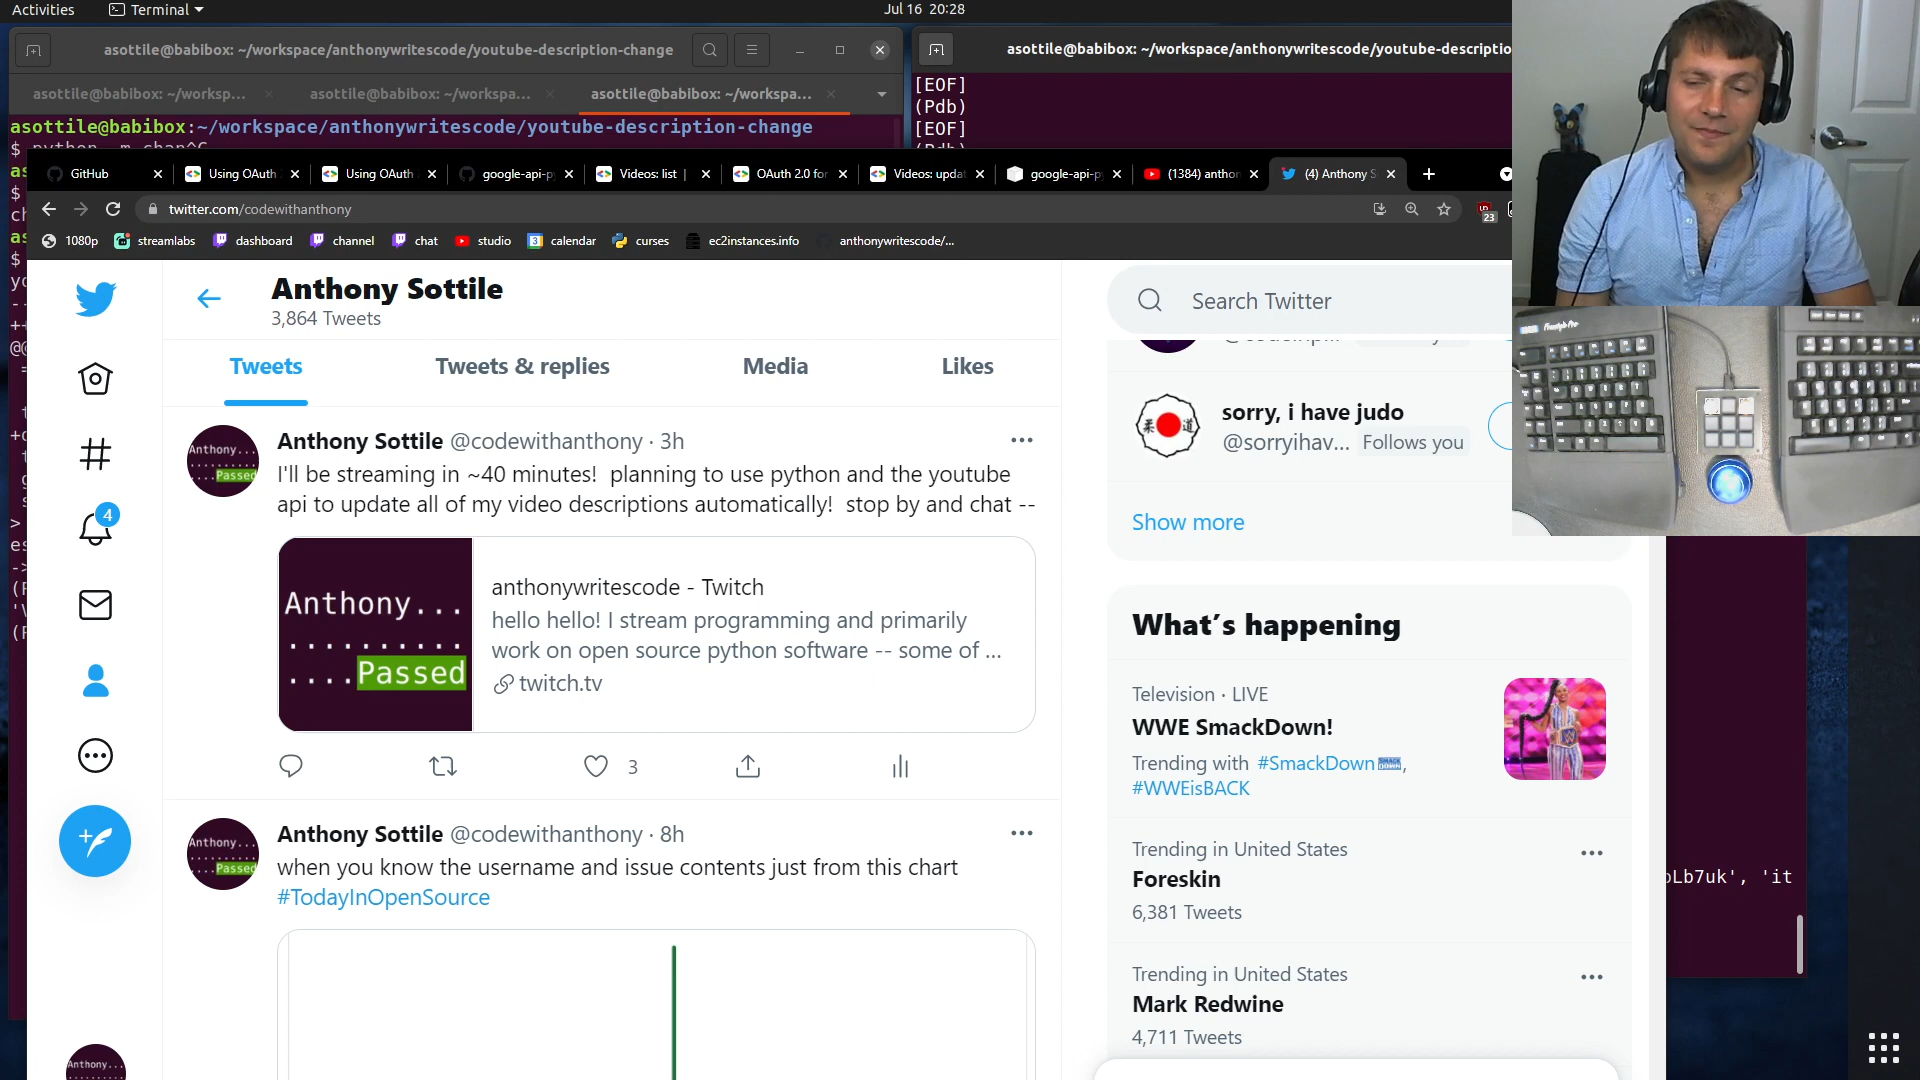 Activities
Terminal
Jul 16 20:28
asottile@babibox: ~/workspace/anthonywritescode/youtube-description-change
asottile@babibox: ~/workspace/anthonywritescode/youtube-descriptio
asottile@babibox: ~/worksp...
asottile@babibox: ~/workspa...
asottile@babibox: ~/workspa...
[EOF]
(Pdb)
[EOF]
asottile@babibox:~/workspace/anthonywritescode/youtube-description-change
GitHub
Using OAuth
Using OAuth
google-api-p
Videos: list |
OAuth 2.0 for
Videos: upda
google-api-p
(1384) anthon
(4) Anthony S
twitter.com/codewithanthony
23
1080p
streamlabs
dashboard
channel
chat
studio
calendar
curses
ec2instances.info
anthonywritescode/...
Anthony Sottile
3,864 Tweets
Search Twitter
Tweets
Tweets & replies
Media
Likes
sorry, i have judo
@sorryihav... Follows you
Show more
4
Anthony Sottile @codewithanthony · 3h
I'll be streaming in ~40 minutes! planning to use python and the youtube
api to update all of my video descriptions automatically! stop by and chat --
Anthony...
..........
....Passed
anthonywritescode - Twitch
hello hello! I stream programming and primarily
work on open source python software -- some of ...
twitch.tv
3
Anthony Sottile @codewithanthony · 8h
when you know the username and issue contents just from this chart
#TodayInOpenSource
What's happening
Television · LIVE
WWE SmackDown!
Trending with #SmackDown,
#WWEisBACK
Trending in United States
Foreskin
6,381 Tweets
Trending in United States
Mark Redwine
4,711 Tweets
oLb7uk', 'it